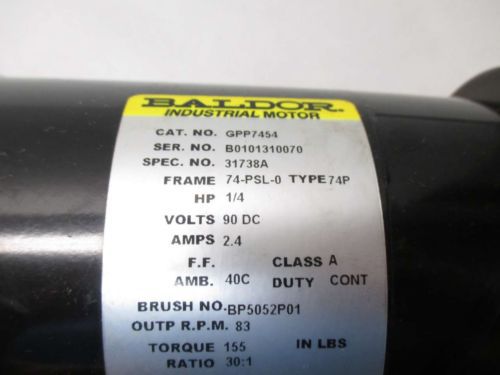 BALDOR®
INDUSTRIAL MOTOR
CAT. NO. GPP7454
SER. NO. B0101310070
SPEC. NO. 31738A
FRAME 74-PSL-0 TYPE 74P
HP 1/4
VOLTS 90 DC
AMPS 2.4
F.F. CLASS A
AMB. 40C DUTY CONT
BRUSH NO. BP5052P01
OUTP R.P.M. 83
TORQUE 155 IN LBS
RATIO 30:1